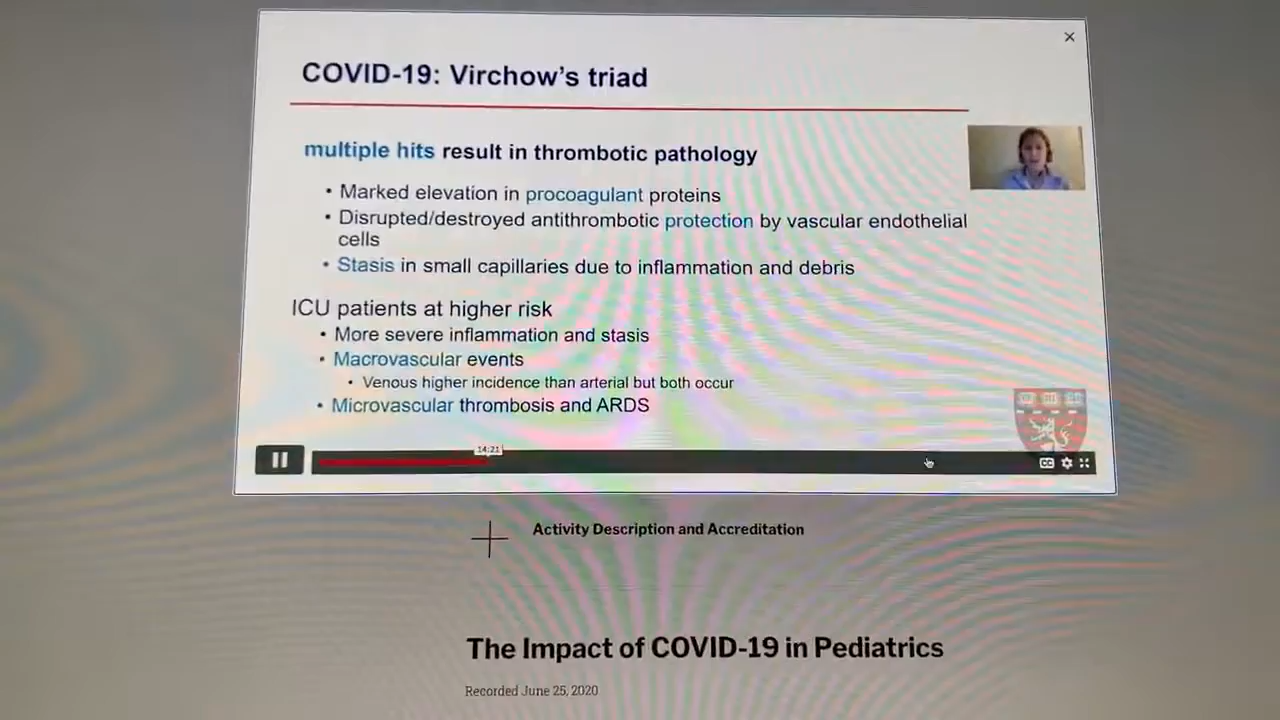 COVID-19: Virchow's triad
multiple hits result in thrombotic pathology
• Marked elevation in procoagulant proteins
• Disrupted/destroyed antithrombotic protection by vascular endothelial
cells
• Stasis in small capillaries due to inflammation and debris
ICU patients at higher risk
• More severe inflammation and stasis
• Macrovascular events
• Venous higher incidence than arterial but both occur
• Microvascular thrombosis and ARDS
14:21
CC
Activity Description and Accreditation
The Impact of COVID-19 in Pediatrics
Recorded June 25, 2020